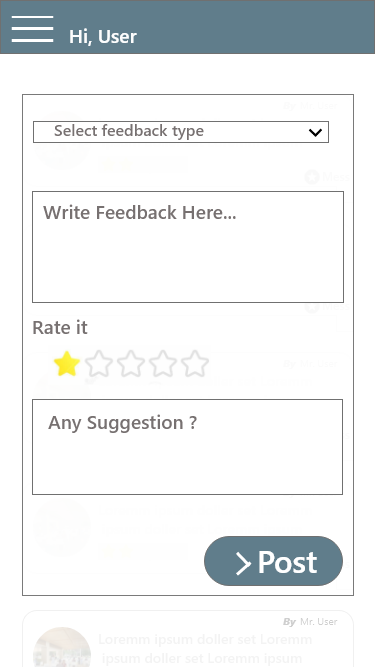 Hi, User
Select feedback type
Write Feedback Here...
Rate it
Any Suggestion ?
Post
By Mr. User
Loremm ipsum doller set Loremm
ipsum doller set Lorem ipsum